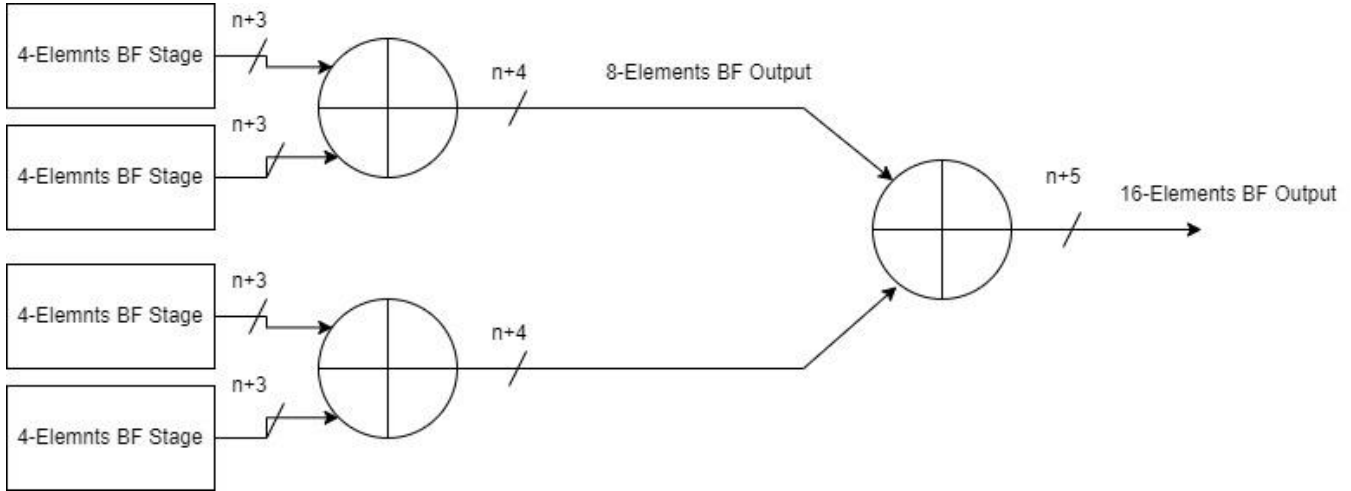 n+3
4-Elemnts BF Stage
n+4
8-Elements BF Output
n+3
4-Elemnts BF Stage
n+5
16-Elements BF Output
n+3
4-Elemnts BF Stage
n+4
n+3
4-Elemnts BF Stage